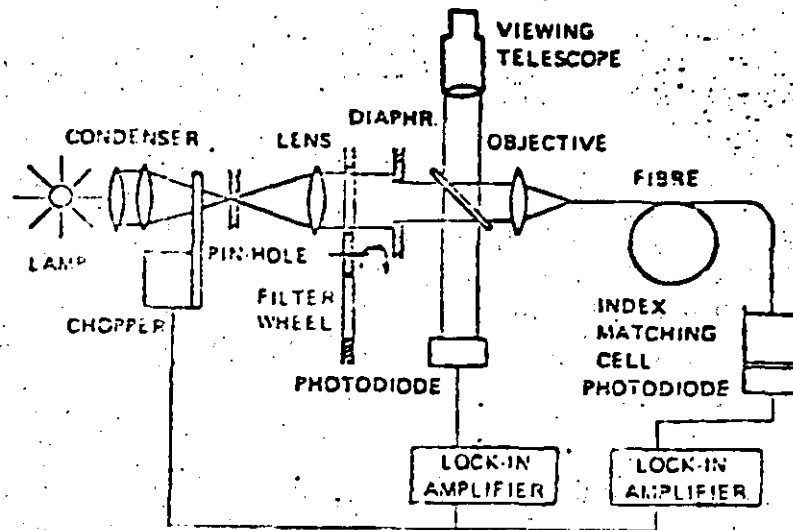 VIEWING
TELESCOPE
DIAPHR.
CONDENSER
LENS
OBJECTIVE
FIBRE
LAMP
PIN-HOLE
CHOPPER
FILTER
WHEEL
PHOTODIODE
INDEX
MATCHING
CELL
PHOTODIODE
LOCK-IN
AMPLIFIER
LOCK-IN
AMPLIFIER